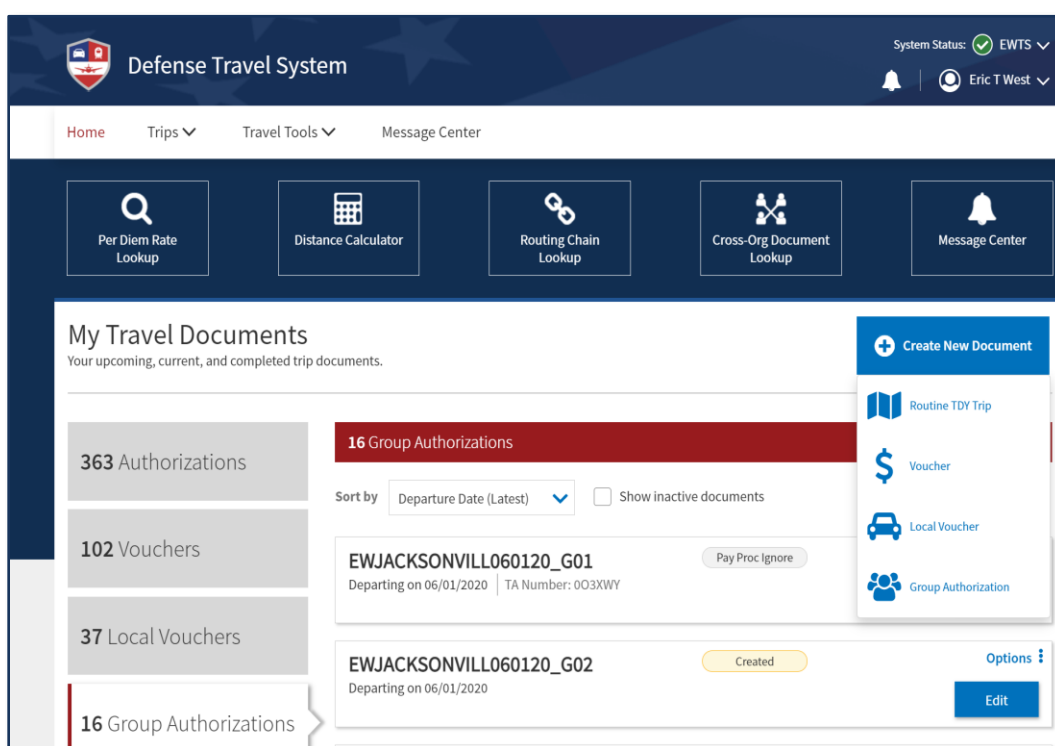 System Status: EWTS
Defense Travel System
Eric T West
Home Trips Travel Tools Message Center
Per Diem Rate
Lookup
Distance Calculator
Routing Chain
Lookup
Cross-Org Document
Lookup
Message Center
My Travel Documents
Your upcoming, current, and completed trip documents.
Create New Document
Routine TDY Trip
Voucher
Local Voucher
Group Authorization
363 Authorizations
102 Vouchers
37 Local Vouchers
16 Group Authorizations
16 Group Authorizations
Sort by Departure Date (Latest) Show inactive documents
EWJACKSONVILL060120_G01 Pay Proc Ignore
Departing on 06/01/2020 TA Number: 0O3XWY
EWJACKSONVILL060120_G02 Created Options
Departing on 06/01/2020
Edit